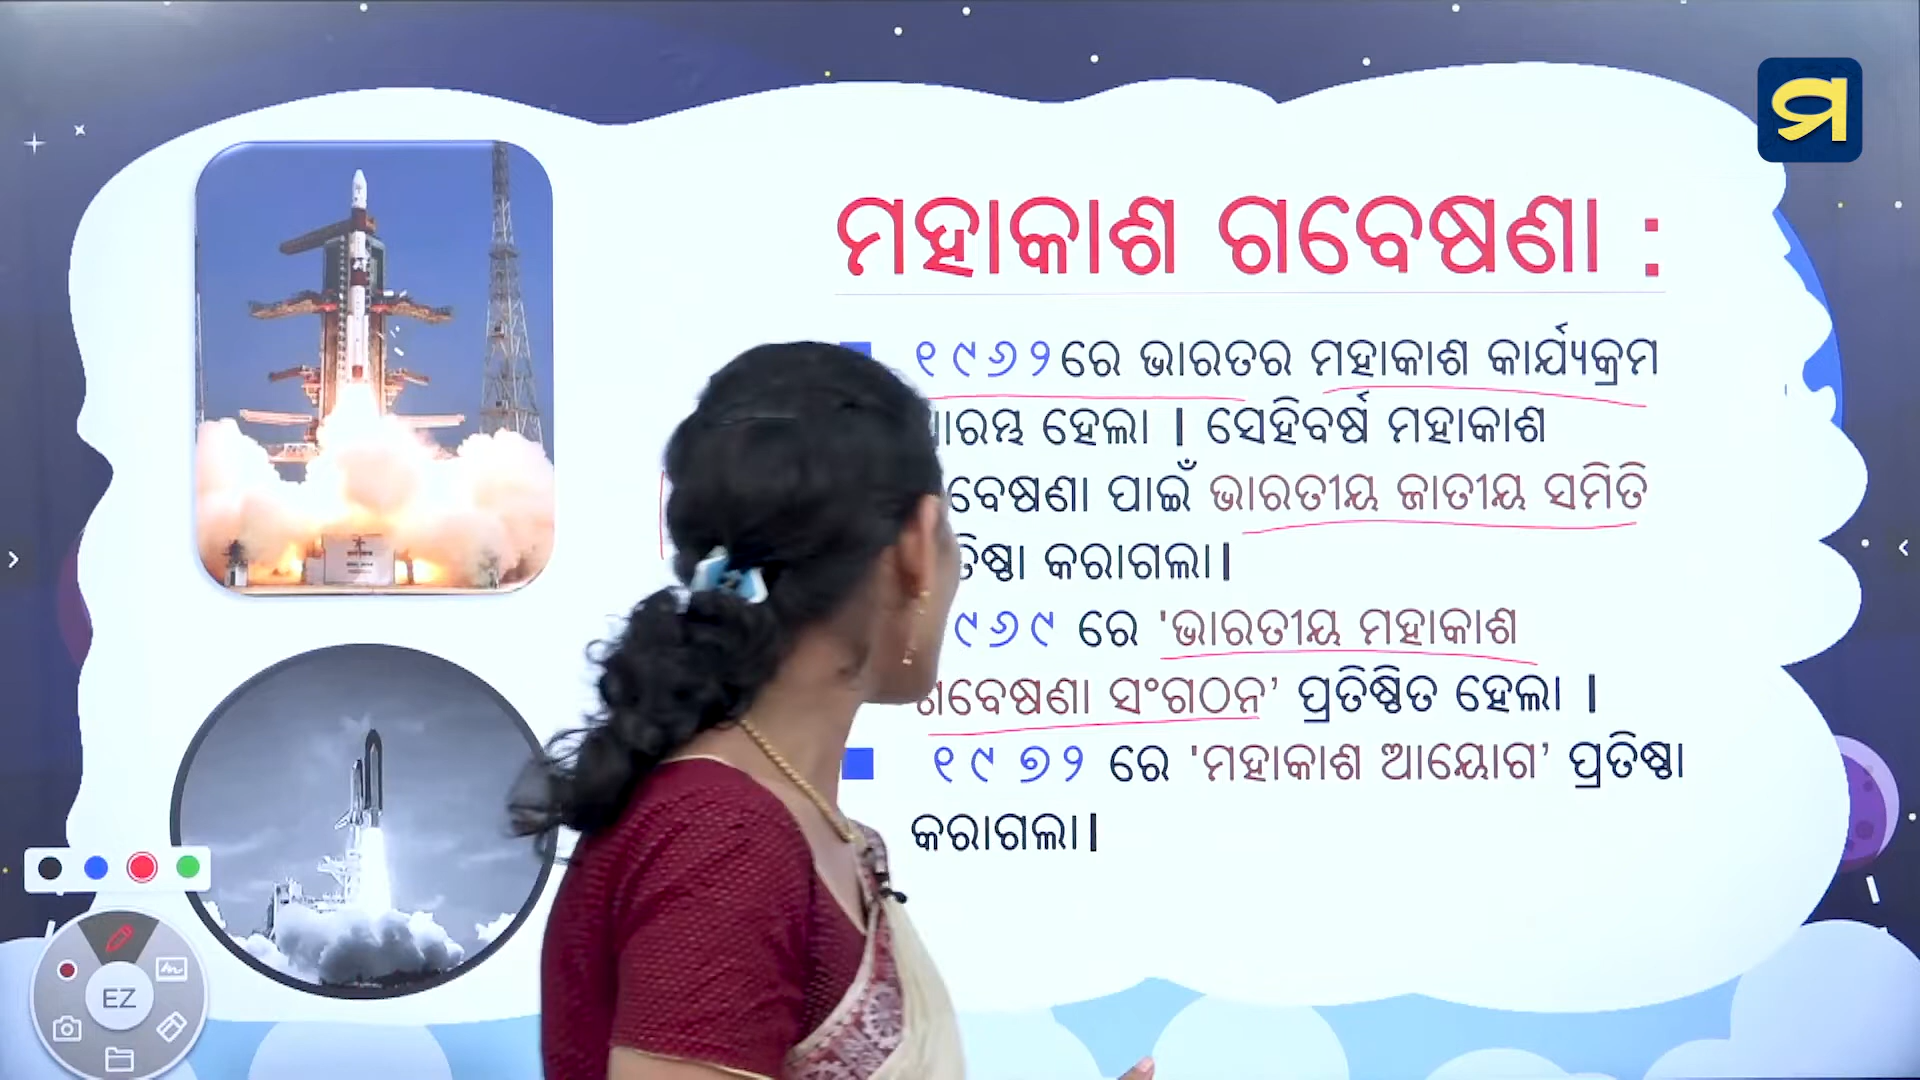 ମ
ମହାକାଶ ଗବେଷଣା :
୧୯୬୨ରେ ଭାରତର ମହାକାଶ କାର୍ଯ୍ୟକ୍ରମ
ହେଲା । ସେହିବର୍ଷ ମହାକାଶ
ପାଇଁ ଭାରତୀୟ ଜାତୀୟ ସମିତି
କରାଗଲା।
ରେ 'ଭାରତୀୟ ମହାକାଶ
ଗବେଷଣା ସଂଗଠନ’ ପ୍ରତିଷ୍ଠିତ ହେଲା ।
୧୯୭୨ ରେ 'ମହାକାଶ ଆୟୋଗ’ ପ୍ରତିଷ୍ଠା
କରାଗଲା।
EZ